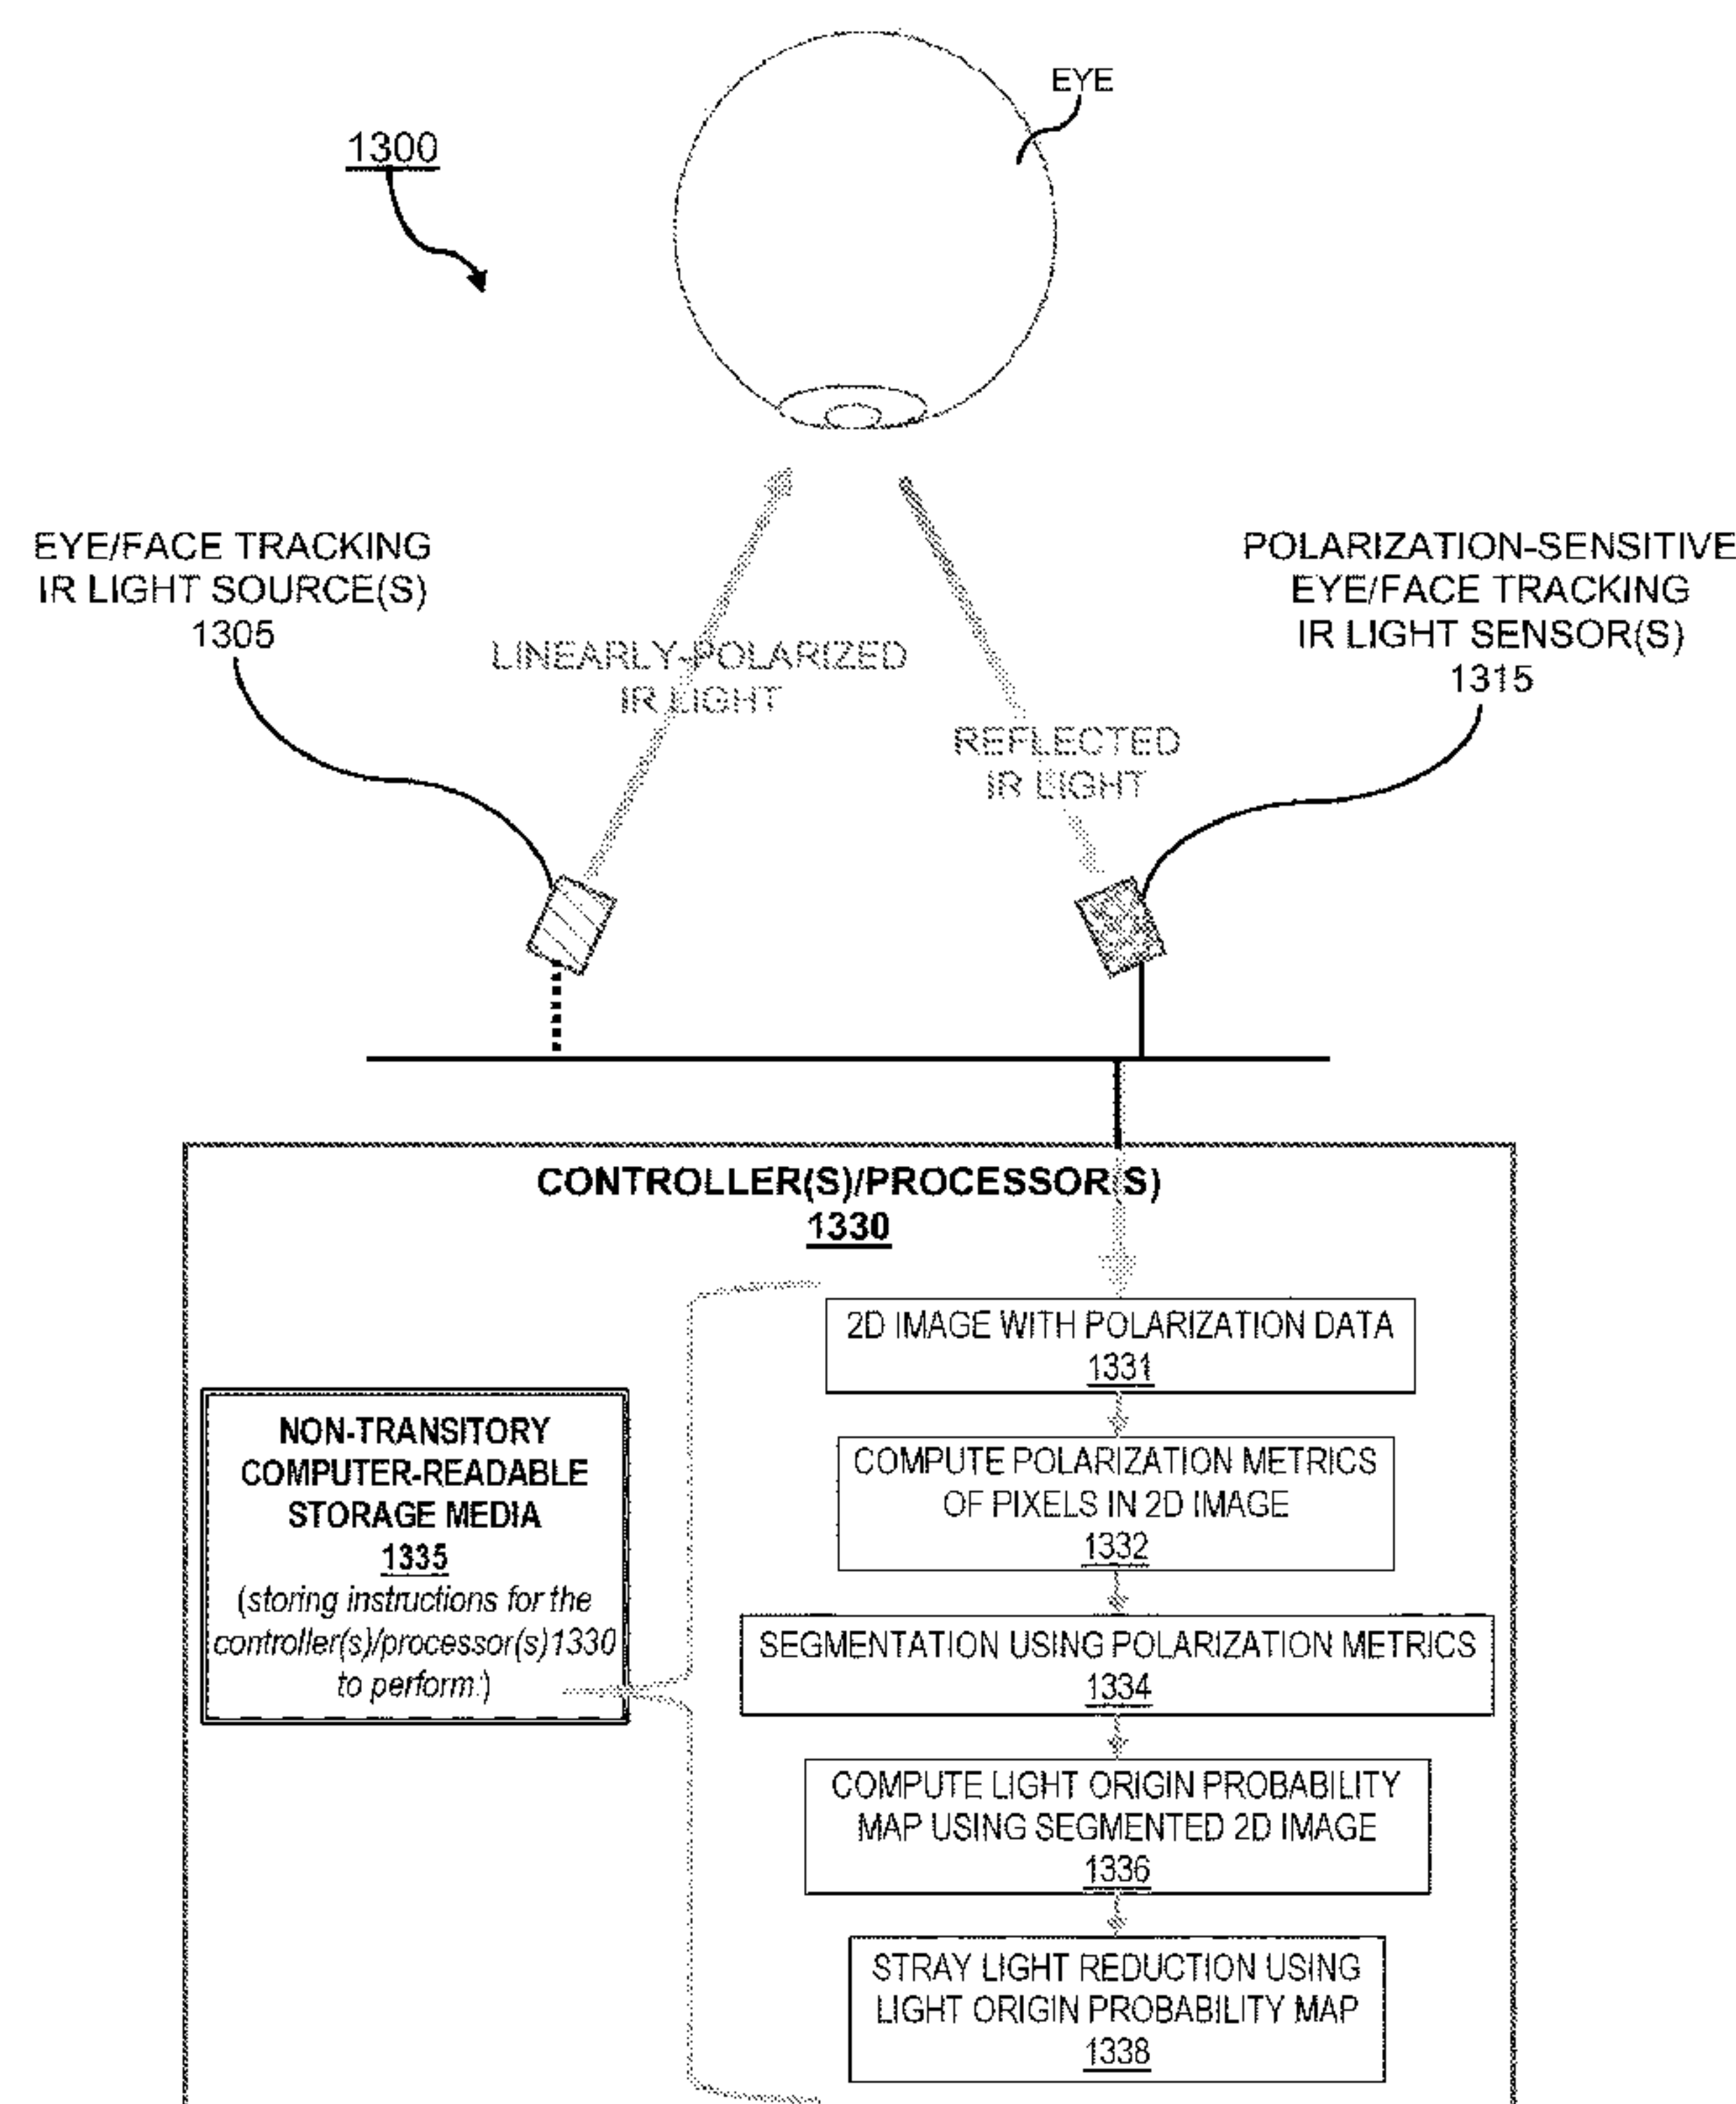 EYE
1300
EYE/FACE TRACKING
IR LIGHT SOURCE(S)
1305
POLARIZATION-SENSITIVE
EYE/FACE TRACKING
IR LIGHT SENSOR(S)
1315
LINEARLY-POLARIZED
IR LIGHT
REFLECTED
IR LIGHT
CONTROLLER(S)/PROCESSOR(S)
1330
2D IMAGE WITH POLARIZATION DATA
1331
COMPUTE POLARIZATION METRICS
OF PIXELS IN 2D IMAGE
1332
SEGMENTATION USING POLARIZATION METRICS
1334
COMPUTE LIGHT ORIGIN PROBABILITY
MAP USING SEGMENTED 2D IMAGE
1336
STRAY LIGHT REDUCTION USING
LIGHT ORIGIN PROBABILITY MAP
1338
NON-TRANSITORY
COMPUTER-READABLE
STORAGE MEDIA
1335
(storing instructions for the
controller(s)/processor(s)1330
to perform:)